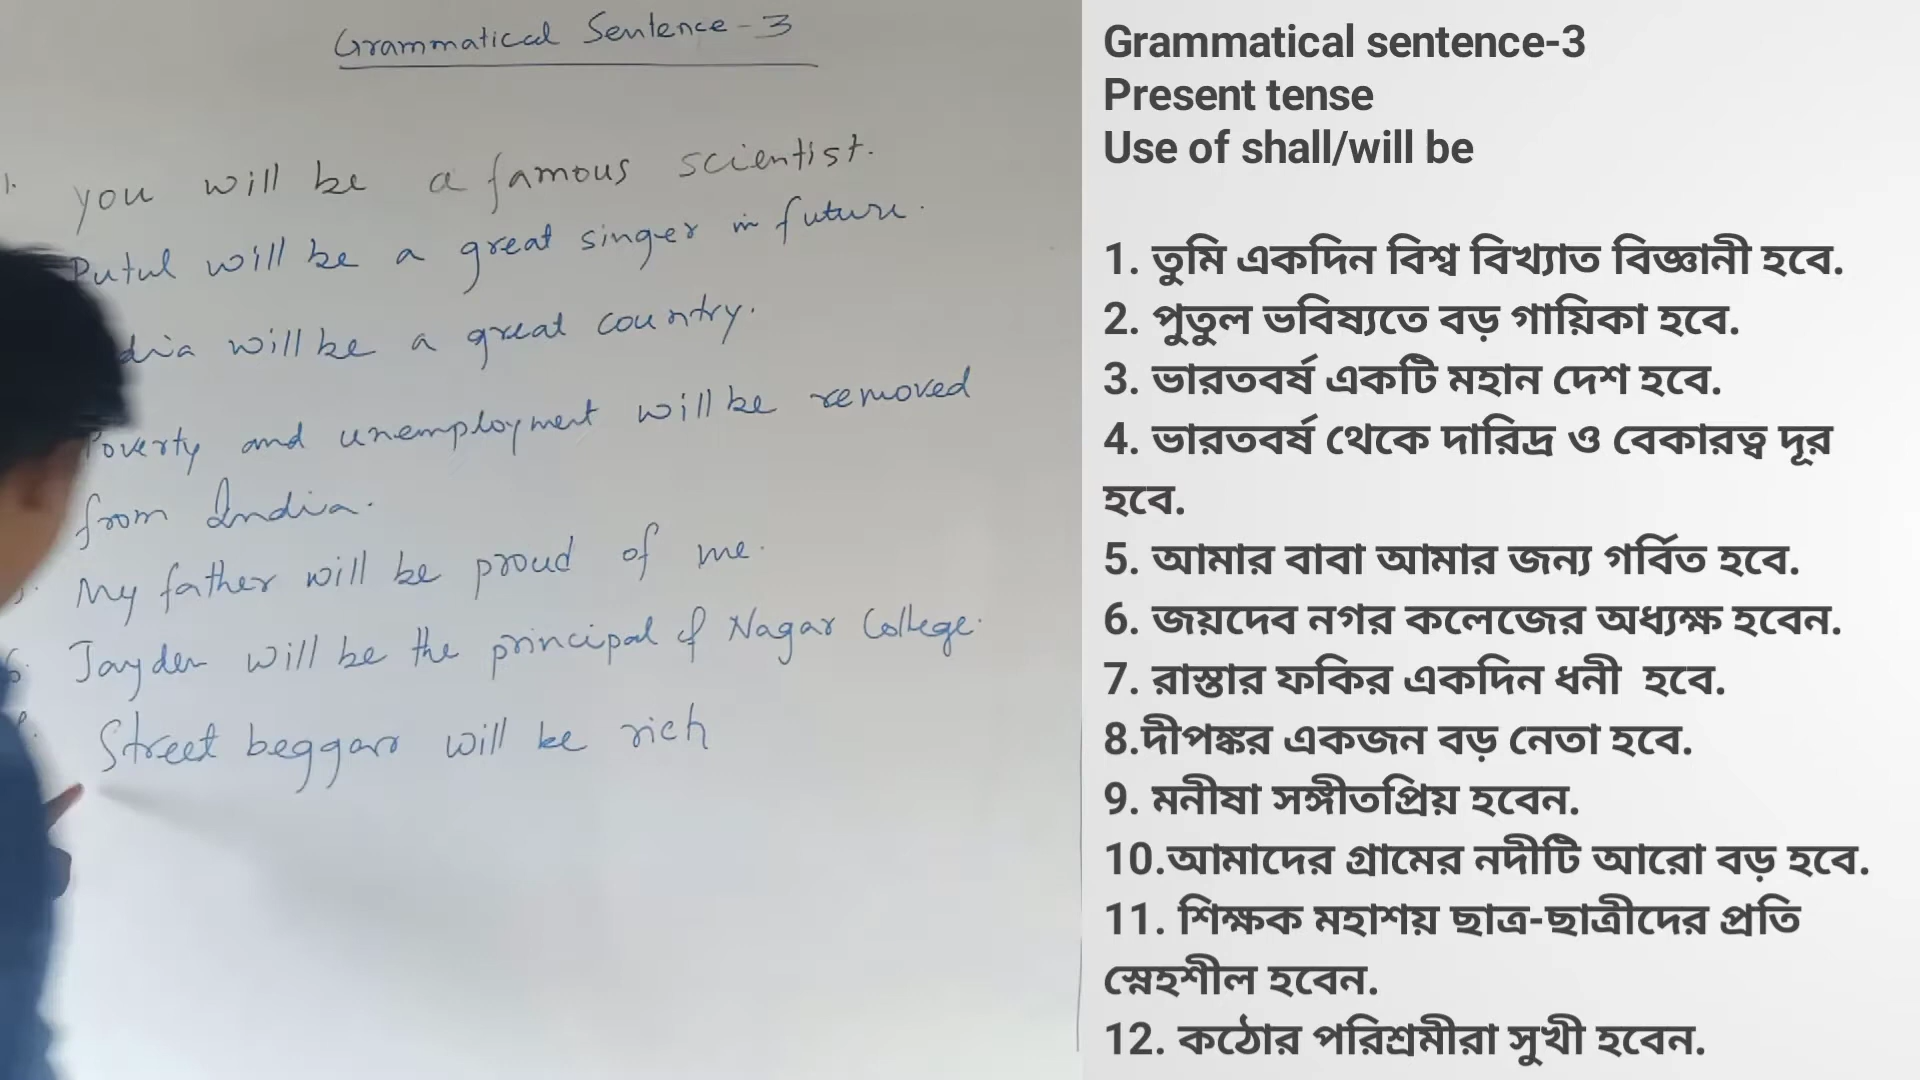 Grammatical Sentence-3
1. you will be a famous scientist.
Putul will be a great singer in future.
dia will be a great country.
Poverty and unemployment will be removed
from India.
My father will be proud of me.
6. Jaydev will be the principal of Nagar College.
Street beggar will be rich
Grammatical sentence-3
Present tense
Use of shall/will be
1. তুমি একদিন বিশ্ব বিখ্যাত বিজ্ঞানী হবে.
2. পুতুল ভবিষ্যতে বড় গায়িকা হবে.
3. ভারতবর্ষ একটি মহান দেশ হবে.
4. ভারতবর্ষ থেকে দারিদ্র ও বেকারত্ব দূর
হবে.
5. আমার বাবা আমার জন্য গর্বিত হবে.
6. জয়দেব নগর কলেজের অধ্যক্ষ হবেন.
7. রাস্তার ফকির একদিন ধনী হবে.
8.দীপঙ্কর একজন বড় নেতা হবে.
9. মনীষা সঙ্গীতপ্রিয় হবেন.
10.আমাদের গ্রামের নদীটি আরো বড় হবে.
11. শিক্ষক মহাশয় ছাত্র-ছাত্রীদের প্রতি
স্নেহশীল হবেন.
12. কঠোর পরিশ্রমীরা সুখী হবেন.